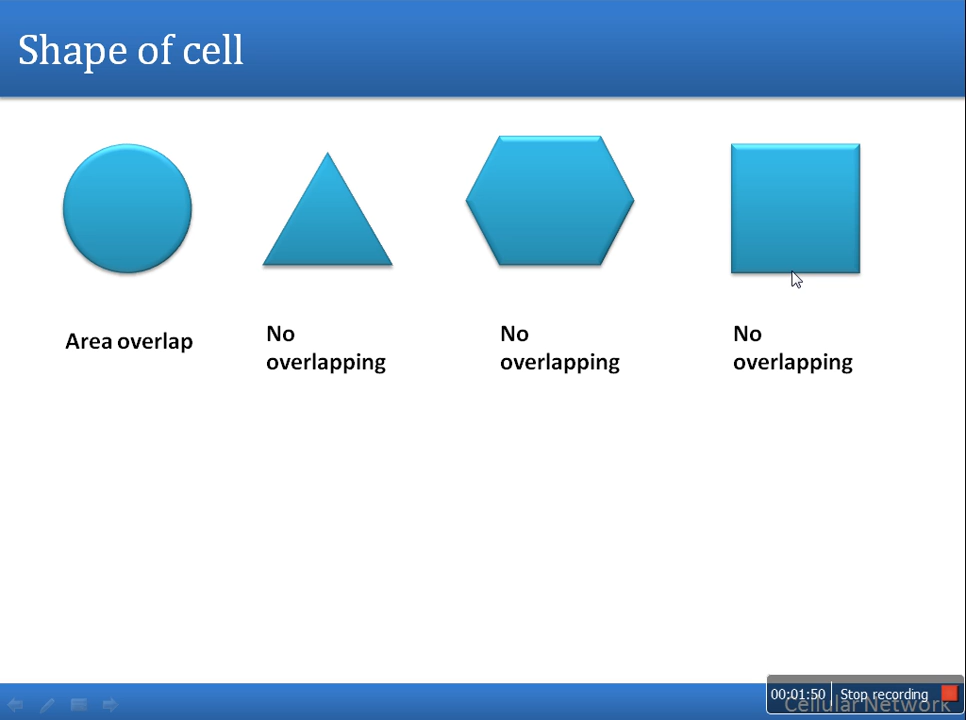 Shape of cell
Area overlap
No
overlapping
No
overlapping
No
overlapping
00:01:50 Stop recording
Cellular Network